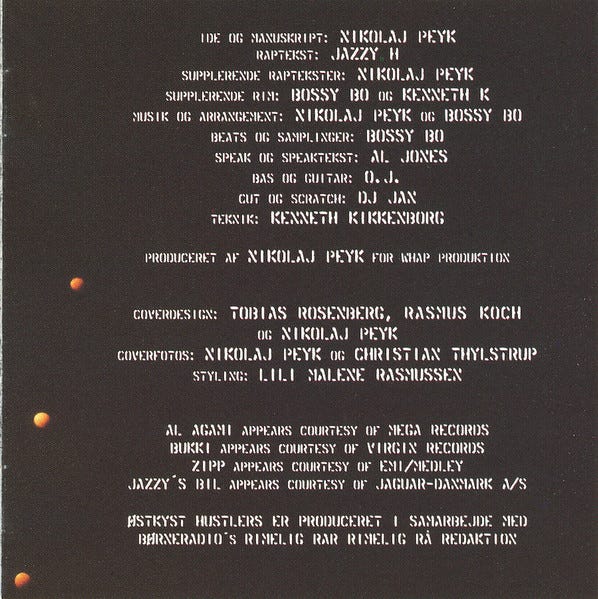 IDE OG MANUSKRIPT: NIKOLAJ PEYK
RAPTEKST: JAZZY H
SUPPLERENDE RAPTEKSTER: NIKOLAJ PEYK
SUPPLERENDE RIM: BOSSY BO OG KENNETH K
MUSIK OG ARRANGEMENT: NIKOLAJ PEYK OG BOSSY BO
BEATS OG SAMPLINGER: BOSSY BO
SPEAK OG SPEAKTEKST: AL JONES
BAS OG GUITAR: O.J.
CUT OG SCRATCH: DJ JAN
TEKNIK: KENNETH KIKKENBORG
PRODUCERET AF NIKOLAJ PEYK FOR WHAP PRODUKTION
COVERDESIGN: TOBIAS ROSENBERG, RASMUS KOCH
OG NIKOLAJ PEYK
COVERFOTOS: NIKOLAJ PEYK OG CHRISTIAN THYLSTRUP
STYLING: LILI MALENE RASMUSSEN
AL AGAMI APPEARS COURTESY OF MEGA RECORDS
BUKKI APPEARS COURTESY OF VIRGIN RECORDS
ZIPP APPEARS COURTESY OF EMI/MEDLEY
JAZZY´S BIL APPEARS COURTESY OF JAGUAR-DANMARK A/S
ØSTKYST HUSTLERS ER PRODUCERET I SAMARBEJDE MED
BØRNERADIO´s RIMELIG RAR RIMELIG RÅ REDAKTION